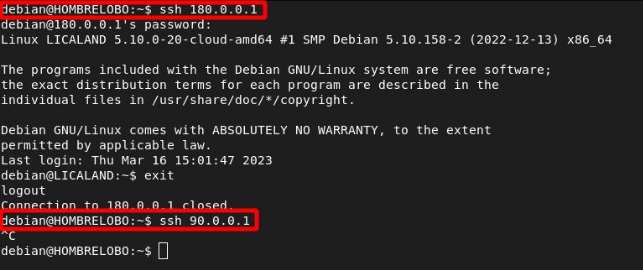 debian@HOMBRELOBO:~$ ssh 180.0.0.1
debian@180.0.0.1's password:
Linux LICALAND 5.10.0-20-cloud-amd64 #1 SMP Debian 5.10.158-2 (2022-12-13) x86_64
The programs included with the Debian GNU/Linux system are free software;
the exact distribution terms for each program are described in the
individual files in /usr/share/doc/*/copyright.
Debian GNU/Linux comes with ABSOLUTELY NO WARRANTY, to the extent
permitted by applicable law.
Last login: Thu Mar 16 15:01:47 2023
debian@LICALAND:~$ exit
logout
Connection to 180.0.0.1 closed.
debian@HOMBRELOBO:~$ ssh 90.0.0.1
^C
debian@HOMBRELOBO:~$